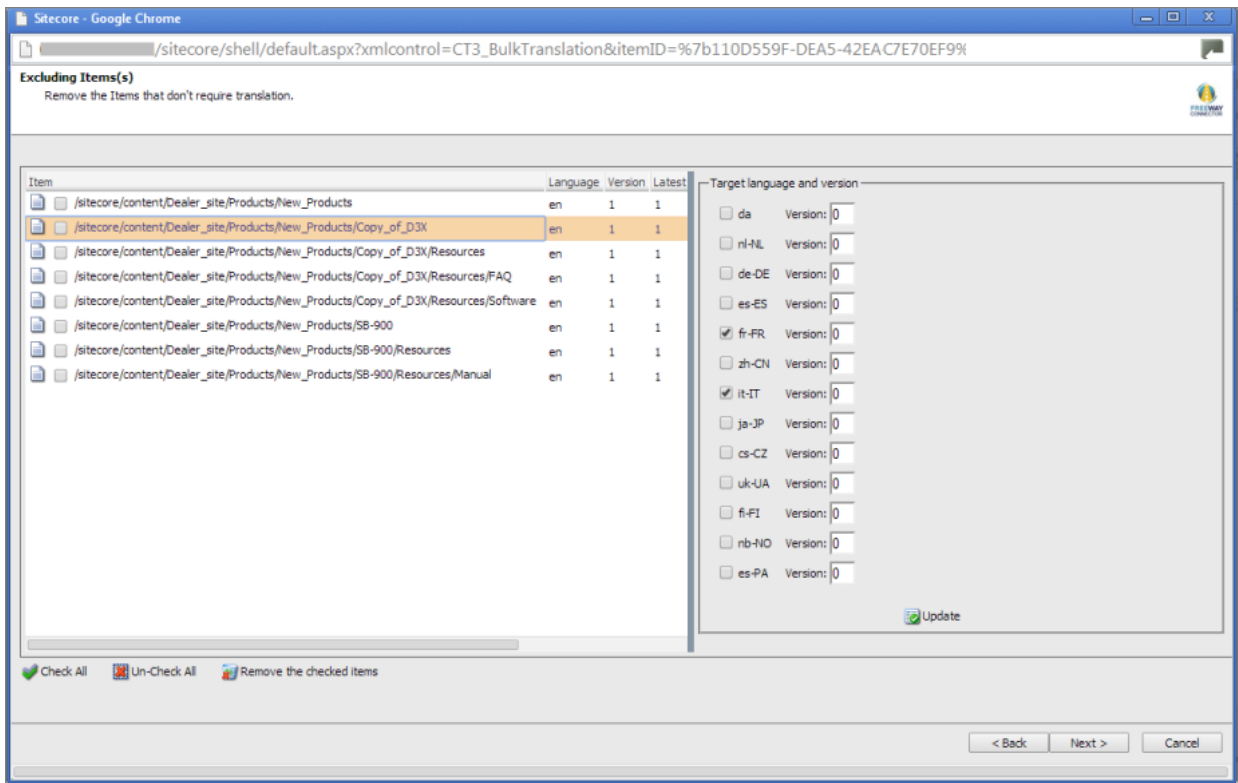 Sitecore - Google Chrome
/sitecore/shell/default.aspx?xmlcontrol=CT3_BulkTranslation&itemID=%7b110D559F-DEA5-42EAC7E70EF9%
Excluding Items(s)
Remove the Items that don't require translation.
FREEWAY
CONNECTOR
Item Language Version Latest
/sitecore/content/Dealer_site/Products/New_Products en 1 1
/sitecore/content/Dealer_site/Products/New_Products/Copy_of_D3X en 1 1
/sitecore/content/Dealer_site/Products/New_Products/Copy_of_D3X/Resources en 1 1
/sitecore/content/Dealer_site/Products/New_Products/Copy_of_D3X/Resources/FAQ en 1 1
/sitecore/content/Dealer_site/Products/New_Products/Copy_of_D3X/Resources/Software en 1 1
/sitecore/content/Dealer_site/Products/New_Products/SB-900 en 1 1
/sitecore/content/Dealer_site/Products/New_Products/SB-900/Resources en 1 1
/sitecore/content/Dealer_site/Products/New_Products/SB-900/Resources/Manual en 1 1
Target language and version
da Version: 0
nl-NL Version: 0
de-DE Version: 0
es-ES Version: 0
fr-FR Version: 0
zh-CN Version: 0
it-IT Version: 0
ja-JP Version: 0
cs-CZ Version: 0
uk-UA Version: 0
fi-FI Version: 0
nb-NO Version: 0
es-PA Version: 0
Update
Check All Un-Check All Remove the checked items
< Back Next > Cancel